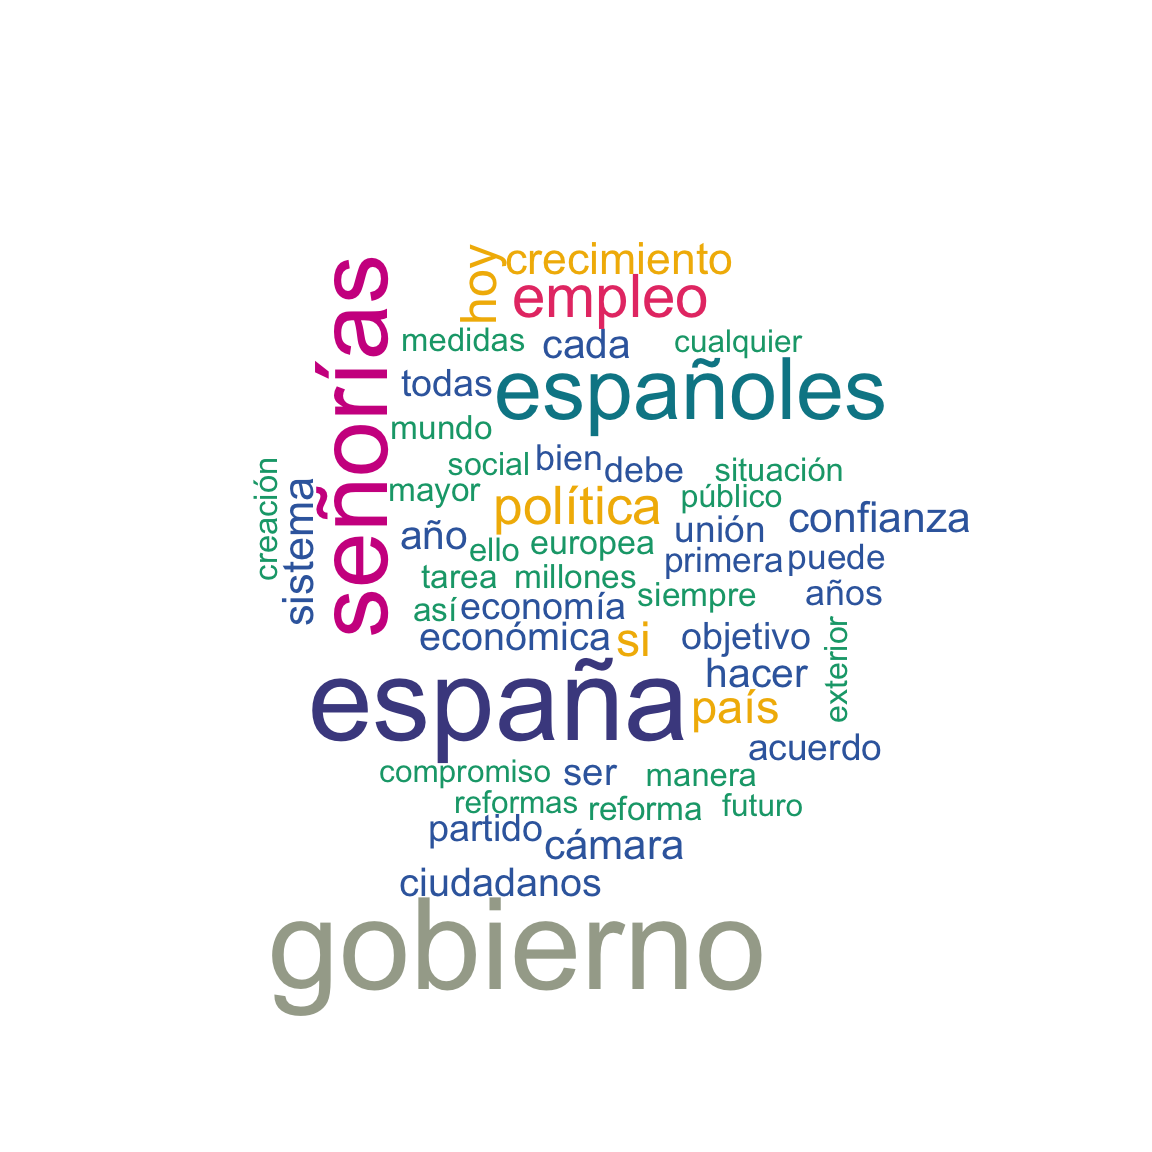 crecimiento
hoy
empleo
señorías
medidas
cada
cualquier
todas
españoles
mundo
social
bien
debe
situación
creación
sistema
mayor
política
público
confianza
año
ello
europea
unión
primera
puede
tarea
millones
siempre
años
así
economía
económica
si
objetivo
exterior
hacer
españa
país
acuerdo
compromiso
ser
manera
reformas
reforma
futuro
partido
cámara
ciudadanos
gobierno